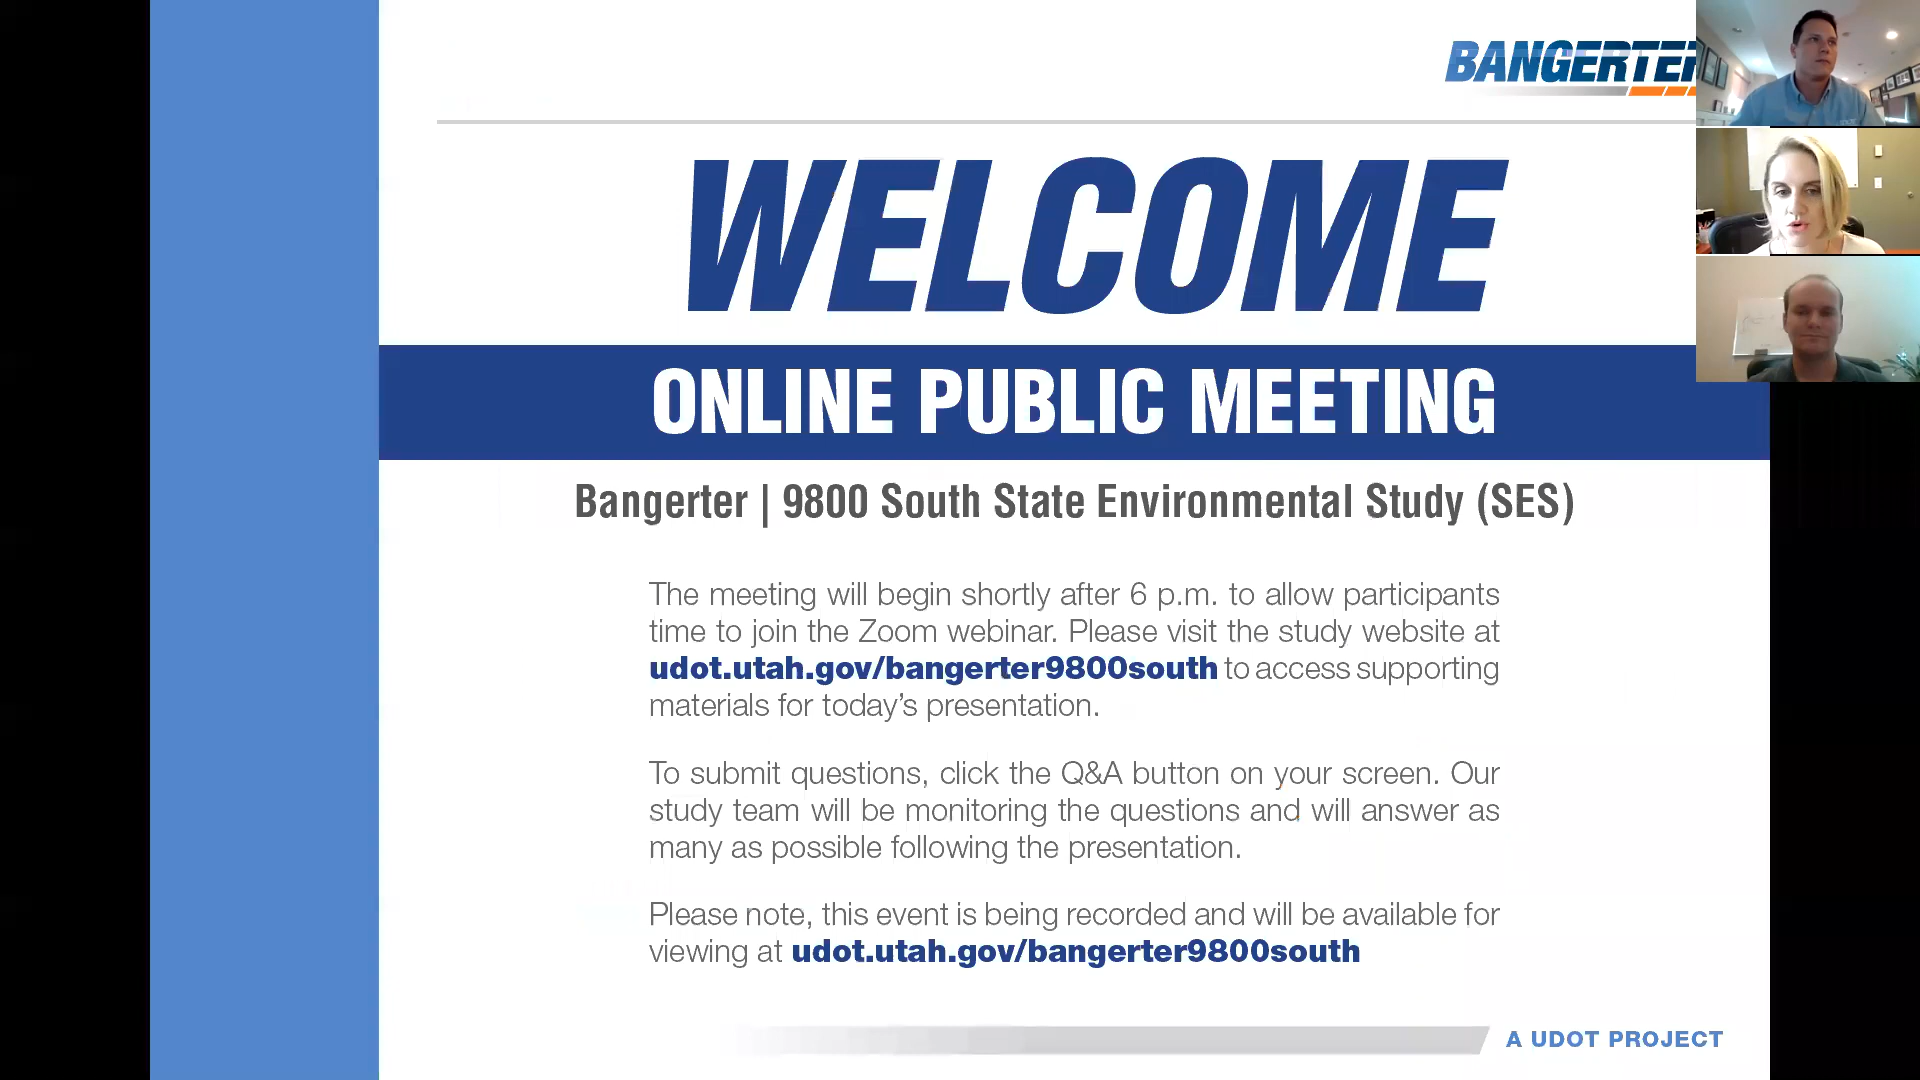 BANGERTER
WELCOME
ONLINE PUBLIC MEETING
Bangerter | 9800 South State Environmental Study (SES)
The meeting will begin shortly after 6 p.m. to allow participants
time to join the Zoom webinar. Please visit the study website at
udot.utah.gov/bangerter9800south to access supporting
materials for today’s presentation.
To submit questions, click the Q&A button on your screen. Our
study team will be monitoring the questions and will answer as
many as possible following the presentation.
Please note, this event is being recorded and will be available for
viewing at udot.utah.gov/bangerter9800south
A UDOT PROJECT